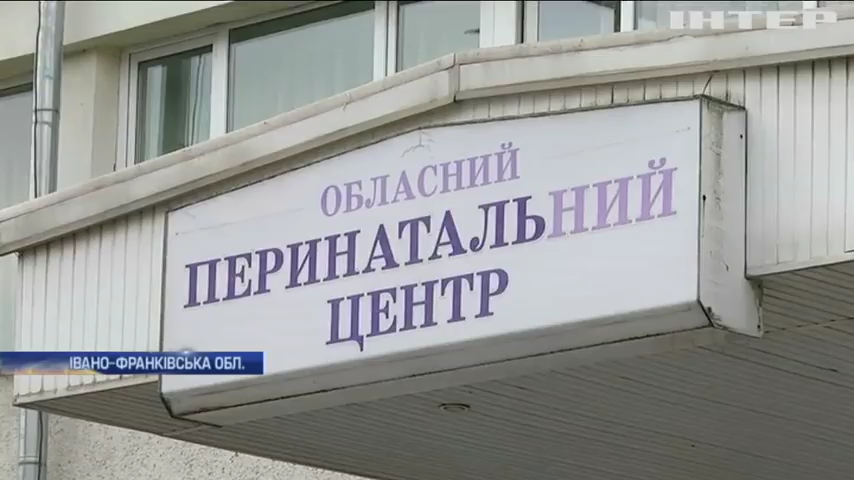 ІНТЕР
ОБЛАСНИЙ
ПЕРИНАТАЛЬНИЙ
ЦЕНТР
ІВАНО-ФРАНКІВСЬКА ОБЛ.